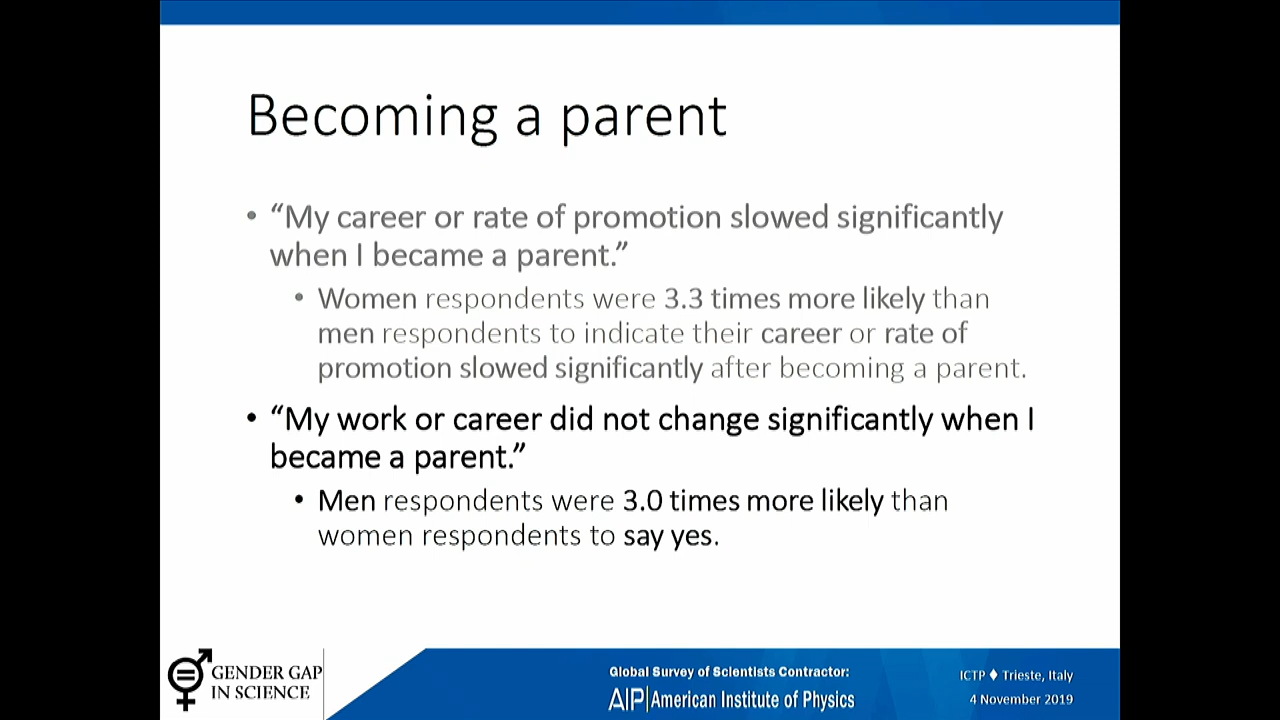 Becoming a parent
• “My career or rate of promotion slowed significantly
when I became a parent.”
• Women respondents were 3.3 times more likely than
men respondents to indicate their career or rate of
promotion slowed significantly after becoming a parent.
• “My work or career did not change significantly when I
became a parent.”
• Men respondents were 3.0 times more likely than
women respondents to say yes.
GENDER GAP
IN SCIENCE
Global Survey of Scientists Contractor:
AIP|American Institute of Physics
ICTP ♦ Trieste, Italy
4 November 2019